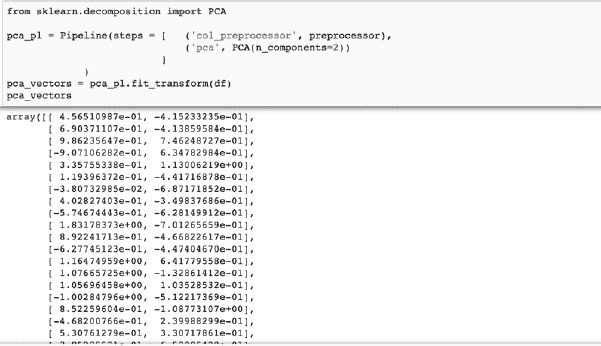 from sklearn.decomposition import PCA
pca_pl = Pipeline(steps = [ ('col_preprocessor', preprocessor),
('pca', PCA(n_components=2))
]
)
pca_vectors = pca_pl.fit_transform(df)
pca_vectors
array([[ 4.56510987e-01, -4.15233235e-01],
[ 6.90371107e-01, -4.13859584e-01],
[ 9.86235647e-01, 7.46248727e-01],
[-9.07106282e-01, 6.34782984e-01],
[ 3.35755338e-01, 1.13006219e+00],
[ 1.19396372e-01, -4.41716878e-01],
[-3.80732985e-02, -6.87171852e-01],
[ 4.02827403e-01, -3.49837686e-01],
[-5.74674443e-01, -6.28149912e-01],
[ 1.83178373e+00, -7.01265659e-01],
[ 8.92241713e-01, -4.66822617e-01],
[-6.27745123e-01, -4.47404670e-01],
[ 1.16474959e+00, 6.41779558e-01],
[ 1.07665725e+00, -1.32861412e-01],
[ 1.05696458e+00, 1.03528532e-01],
[-1.00284796e+00, -5.12217369e-01],
[ 8.52259604e-01, -1.08773107e+00],
[-4.68200766e-01, 2.39988299e-01],
[ 5.30761279e-01, 3.30717861e-01],